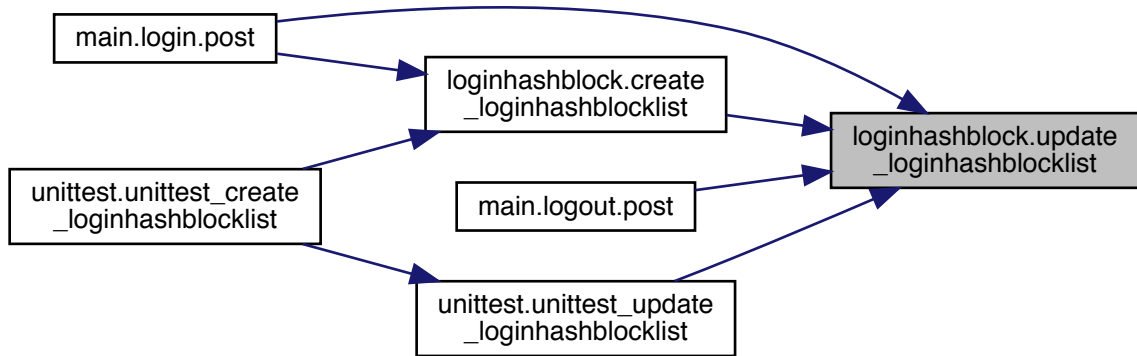 main.login.post
loginhashblock.create
_loginhashblocklist
loginhashblock.update
_loginhashblocklist
unittest.unittest_create
_loginhashblocklist
main.logout.post
unittest.unittest_update
_loginhashblocklist